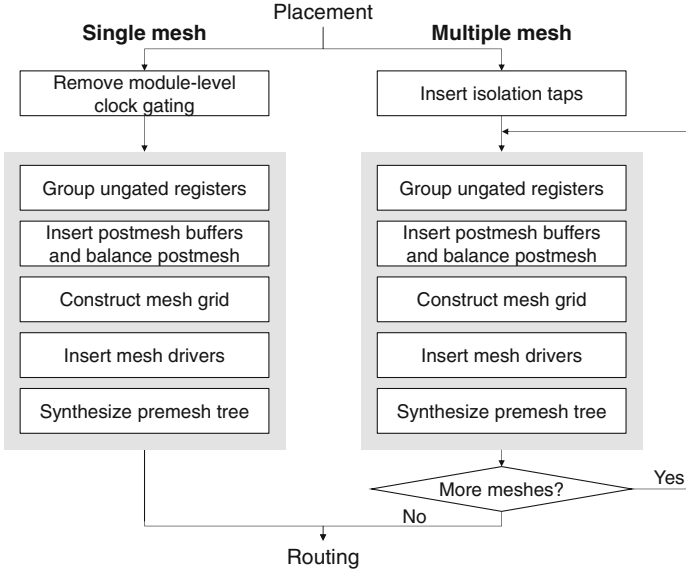 Placement
Single mesh
Multiple mesh
Remove module-level
clock gating
Insert isolation taps
Group ungated registers
Insert postmesh buffers
and balance postmesh
Construct mesh grid
Insert mesh drivers
Synthesize premesh tree
Group ungated registers
Insert postmesh buffers
and balance postmesh
Construct mesh grid
Insert mesh drivers
Synthesize premesh tree
More meshes?
Yes
No
Routing